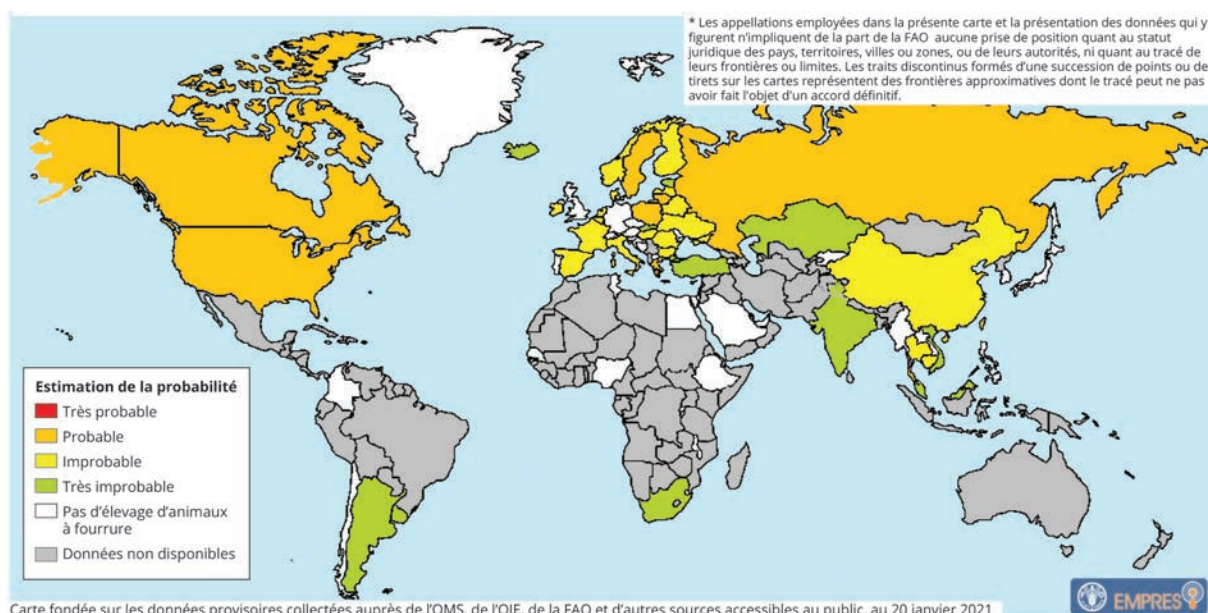 * Les appellations employées dans la présente carte et la présentation des données qui y
figurent n'impliquent de la part de la FAO aucune prise de position quant au statut
juridique des pays, territoires, villes ou zones, ou de leurs autorités, ni quant au tracé de
leurs frontières ou limites. Les traits discontinus formés d'une succession de points ou de
tirets sur les cartes représentent des frontières approximatives dont le tracé peut ne pas
avoir fait l'objet d'un accord définitif.
Estimation de la probabilité
Très probable
Probable
Improbable
Très improbable
Pas d'élevage d'animaux
à fourrure
Données non disponibles
EMPRES
Carte fondée sur les données provisoires collectées auprès de l'OMS, de l'OIE, de la FAO et d'autres sources accessibles au public, au 20 janvier 2021